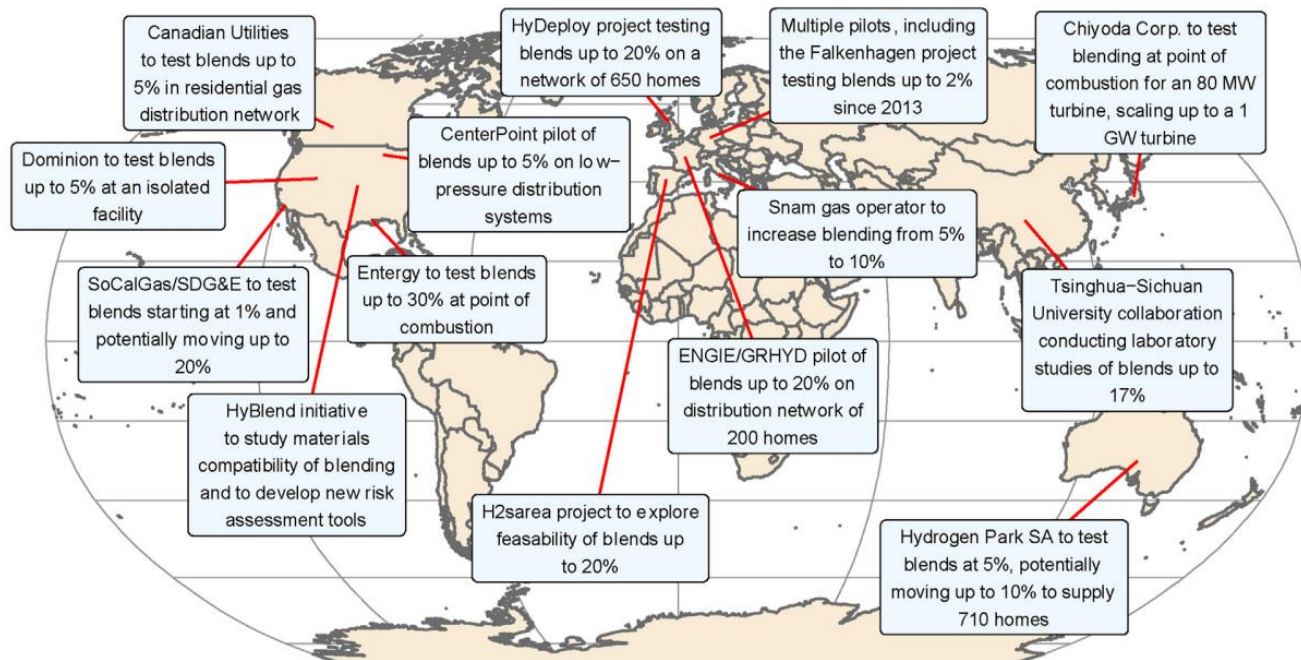 Canadian Utilities
to test blends up to
5% in residential gas
distribution network
HyDeploy project testing
blends up to 20% on a
network of 650 homes
Multiple pilots, including
the Falkenhagen project
testing blends up to 2%
since 2013
Chiyoda Corp. to test
blending at point of
combustion for an 80 MW
turbine, scaling up to a 1
GW turbine
Dominion to test blends
up to 5% at an isolated
facility
CenterPoint pilot of
blends up to 5% on low−
pressure distribution
systems
Snam gas operator to
increase blending from 5%
to 10%
SoCalGas/SDG&E to test
blends starting at 1% and
potentially moving up to
20%
Entergy to test blends
up to 30% at point of
combustion
Tsinghua−Sichuan
University collaboration
conducting laboratory
studies of blends up to
17%
ENGIE/GRHYD pilot of
blends up to 20% on
distribution network of
200 homes
HyBlend initiative
to study materials
compatibility of blending
and to develop new risk
assessment tools
H2sarea project to explore
feasability of blends up
to 20%
Hydrogen Park SA to test
blends at 5%, potentially
moving up to 10% to supply
710 homes